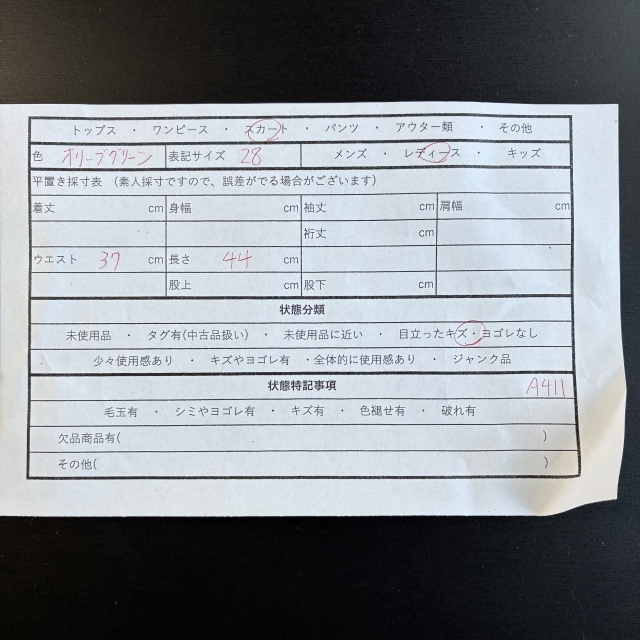 トップス ・ ワンピース ・ スカート ・ パンツ ・ アウター類 ・ その他
色 オリーブグリーン 表記サイズ 28 メンズ ・ レディース ・ キッズ
平置き採寸表 （素人採寸ですので、誤差がでる場合がございます）
着丈 cm 身幅 cm 袖丈 cm 肩幅 cm
裄丈 cm
ウエスト 37 cm 長さ 44 cm
股上 cm 股下 cm
状態分類
未使用品 ・ タグ有(中古品扱い) ・ 未使用品に近い ・ 目立ったキズ・ヨゴレなし
・ 少々使用感あり ・ キズやヨゴレ有 ・全体的に使用感あり ・ ジャンク品
状態特記事項 A411
毛玉有 ・ シミやヨゴレ有 ・ キズ有 ・ 色褪せ有 ・ 破れ有
欠品商品有( )
その他( )